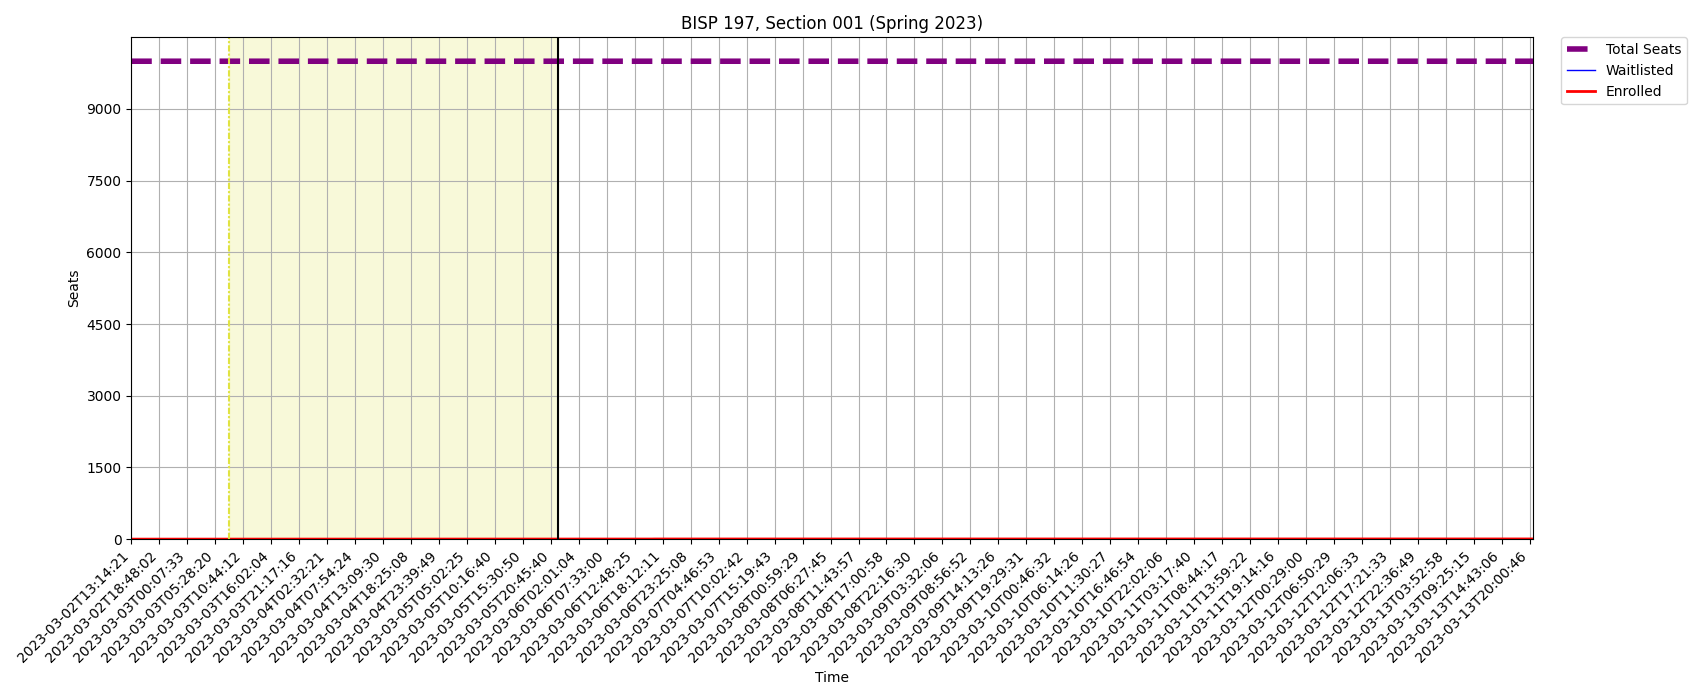 BISP 197, Section 001 (Spring 2023)
Total Seats
Waitlisted
Enrolled
9000
7500
6000
4500
3000
1500
0
Seats
2023-03-02T13:14:21
2023-03-02T18:48:02
2023-03-03T00:07:33
2023-03-03T05:28:20
2023-03-03T10:44:12
2023-03-03T16:02:04
2023-03-03T21:17:16
2023-03-04T02:32:21
2023-03-04T07:54:24
2023-03-04T13:09:30
2023-03-04T18:25:08
2023-03-04T23:39:49
2023-03-05T05:02:25
2023-03-05T10:16:40
2023-03-05T15:30:50
2023-03-05T20:45:40
2023-03-06T02:01:04
2023-03-06T07:33:00
2023-03-06T12:48:25
2023-03-06T18:12:11
2023-03-06T23:25:08
2023-03-07T04:46:53
2023-03-07T10:02:42
2023-03-07T15:19:43
2023-03-08T00:59:29
2023-03-08T06:27:45
2023-03-08T11:43:57
2023-03-08T17:00:58
2023-03-08T22:16:30
2023-03-09T03:32:06
2023-03-09T08:56:52
2023-03-09T14:13:26
2023-03-09T19:29:31
2023-03-10T00:46:32
2023-03-10T06:14:26
2023-03-10T11:30:27
2023-03-10T16:46:54
2023-03-10T22:02:06
2023-03-11T03:17:40
2023-03-11T08:44:17
2023-03-11T13:59:22
2023-03-11T19:14:16
2023-03-12T00:29:00
2023-03-12T06:50:29
2023-03-12T12:06:33
2023-03-12T17:21:33
2023-03-12T22:36:49
2023-03-13T03:52:58
2023-03-13T09:25:15
2023-03-13T14:43:06
2023-03-13T20:00:46
Time